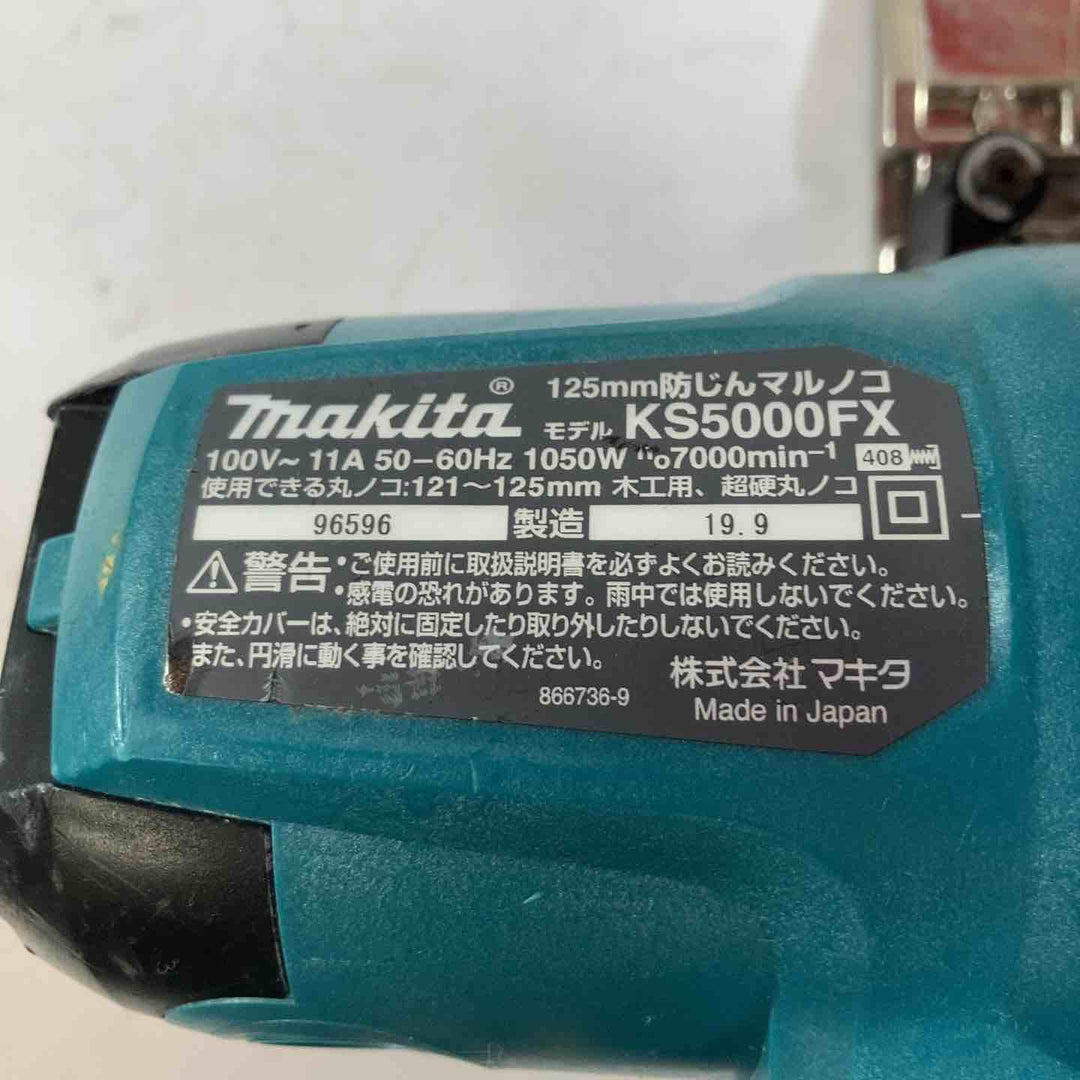 makita® 125mm防じんマルノコ
モデル KS5000FX
100V~ 11A 50-60Hz 1050W no7000min-1 408
使用できる丸ノコ:121～125mm 木工用、超硬丸ノコ
96596 製造 19.9
警告 ・ご使用前に取扱説明書を必ずよくお読みください。
・感電の恐れがあります。雨中では使用しないでください。
・安全カバーは、絶対に固定したり取り外したりしないでください。
また、円滑に動く事を確認してください。
866736-9
株式会社 マキタ
Made in Japan